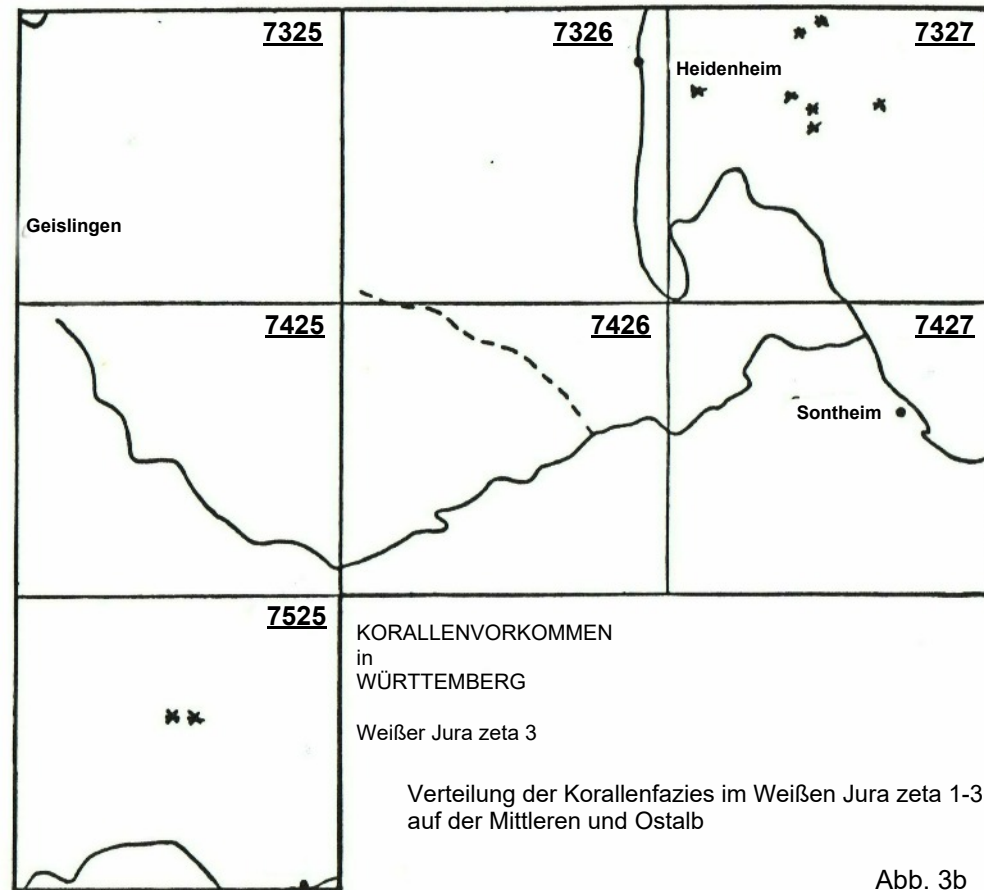 7325
7326
7327
Heidenheim
Geislingen
7425
7426
7427
Sontheim
7525
KORALLENVORKOMMEN
in
WÜRTTEMBERG
Weißer Jura zeta 3
Verteilung der Korallenfazies im Weißen Jura zeta 1-3
auf der Mittleren und Ostalb
Abb. 3b